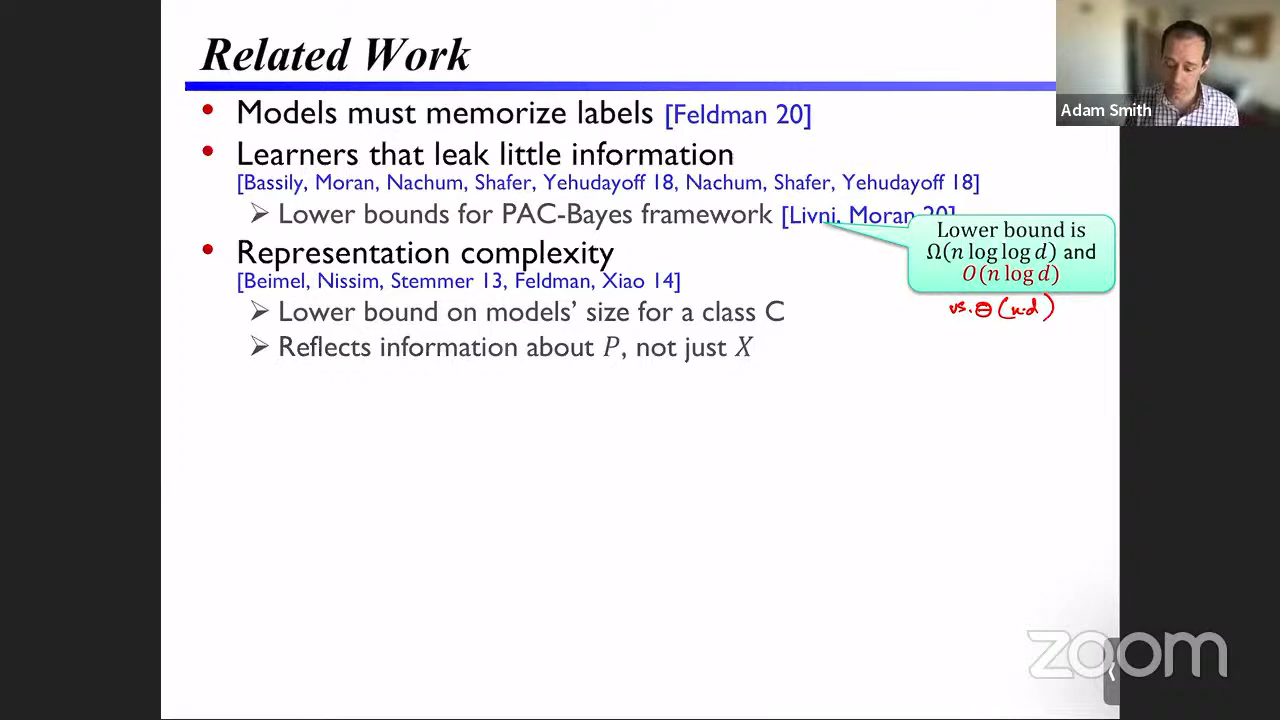 Related Work
Adam Smith
• Models must memorize labels [Feldman 20]
• Learners that leak little information
[Bassily, Moran, Nachum, Shafer, Yehudayoff 18, Nachum, Shafer, Yehudayoff 18]
➢ Lower bounds for PAC-Bayes framework [Livni, Moran 20]
Lower bound is
Ω(n log log d) and
O(n log d)
vs. Θ(n·d)
• Representation complexity
[Beimel, Nissim, Stemmer 13, Feldman, Xiao 14]
➢ Lower bound on models' size for a class C
➢ Reflects information about P, not just X
zoom